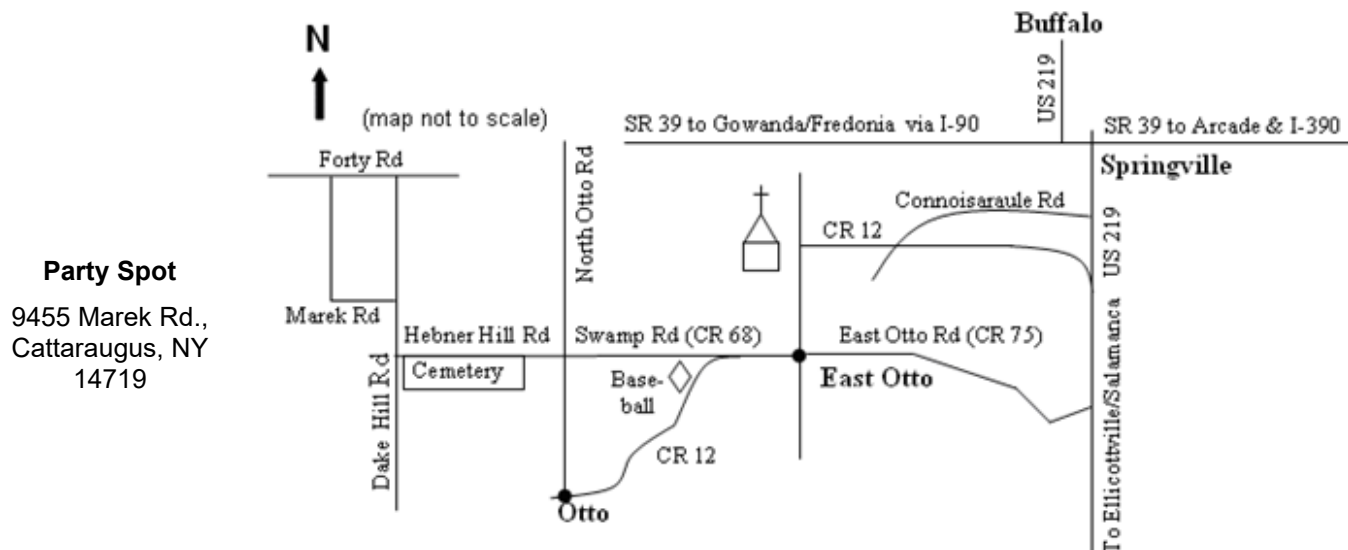 Buffalo
N
US 219
(map not to scale)
SR 39 to Gowanda/Fredonia via I-90
SR 39 to Arcade & I-390
Forty Rd
North Otto Rd
Springville
Connoisaraule Rd
CR 12
US 219
Party Spot
9455 Marek Rd.,
Cattaraugus, NY
14719
Marek Rd
Hebner Hill Rd
Swamp Rd (CR 68)
East Otto Rd (CR 75)
Cemetery
Base-
ball
East Otto
Dake Hill Rd
CR 12
To Ellicottville/Salamanca
Otto